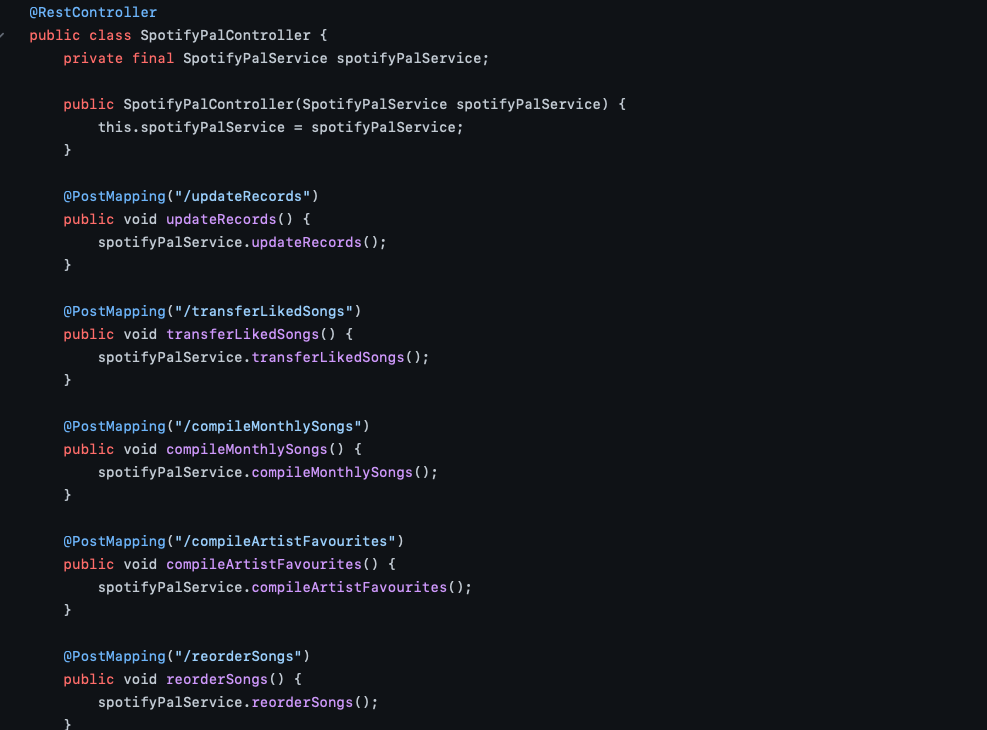 @RestController
public class SpotifyPalController {
    private final SpotifyPalService spotifyPalService;

    public SpotifyPalController(SpotifyPalService spotifyPalService) {
        this.spotifyPalService = spotifyPalService;
    }

    @PostMapping("/updateRecords")
    public void updateRecords() {
        spotifyPalService.updateRecords();
    }

    @PostMapping("/transferLikedSongs")
    public void transferLikedSongs() {
        spotifyPalService.transferLikedSongs();
    }

    @PostMapping("/compileMonthlySongs")
    public void compileMonthlySongs() {
        spotifyPalService.compileMonthlySongs();
    }

    @PostMapping("/compileArtistFavourites")
    public void compileArtistFavourites() {
        spotifyPalService.compileArtistFavourites();
    }

    @PostMapping("/reorderSongs")
    public void reorderSongs() {
        spotifyPalService.reorderSongs();
    }